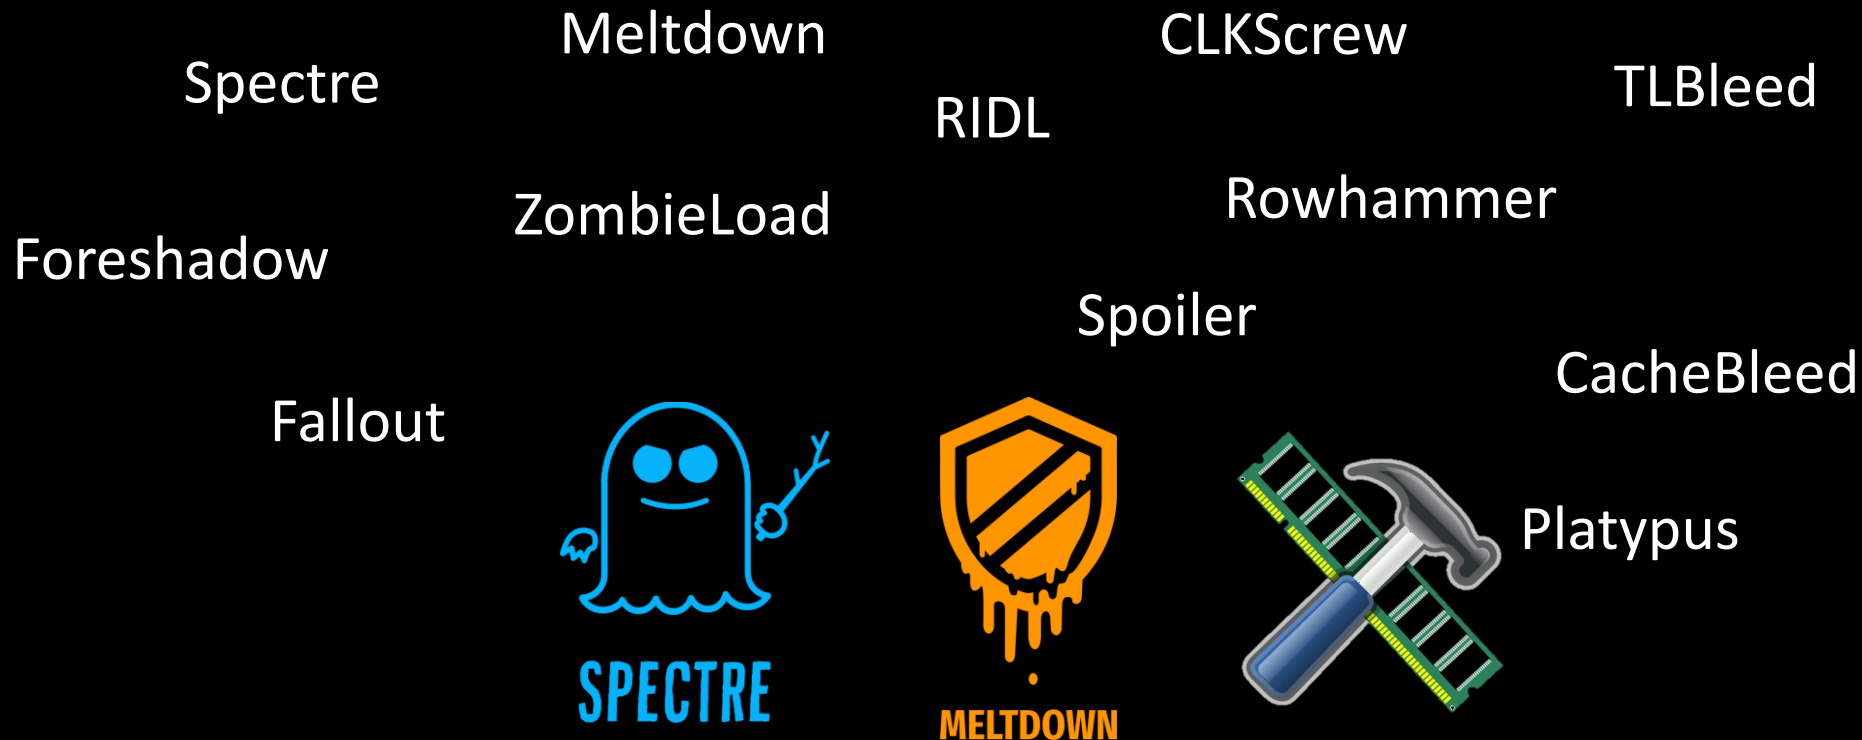 Meltdown
CLKScrew
Spectre
TLBleed
RIDL
Rowhammer
ZombieLoad
Foreshadow
Spoiler
CacheBleed
Fallout
Platypus
SPECTRE
MELTDOWN